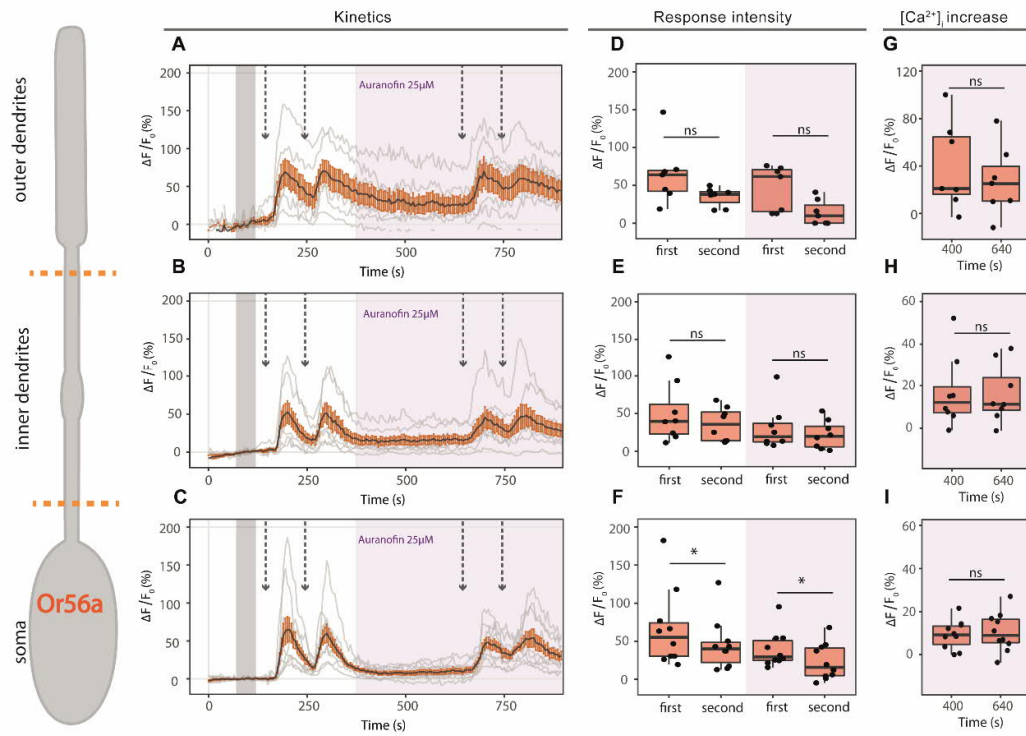 Kinetics
Response intensity
[Ca²⁺]ᵢ increase
outer dendrites
inner dendrites
soma
Or56a
A
ΔF / F₀ (%)
200
150
100
50
0
Auranofin 25μM
0 250 500 750
Time (s)
D
ΔF / F₀ (%)
200
150
100
50
0
ns
ns
first second first second
G
ΔF / F₀ (%)
120
80
40
0
ns
400 640
Time (s)
B
ΔF / F₀ (%)
200
150
100
50
0
Auranofin 25μM
0 250 500 750
Time (s)
E
ΔF / F₀ (%)
200
150
100
50
0
ns
ns
first second first second
H
ΔF / F₀ (%)
60
40
20
0
ns
400 640
Time (s)
C
ΔF / F₀ (%)
200
150
100
50
0
Auranofin 25μM
0 250 500 750
Time (s)
F
ΔF / F₀ (%)
200
150
100
50
0
*
*
first second first second
I
ΔF / F₀ (%)
60
40
20
0
ns
400 640
Time (s)